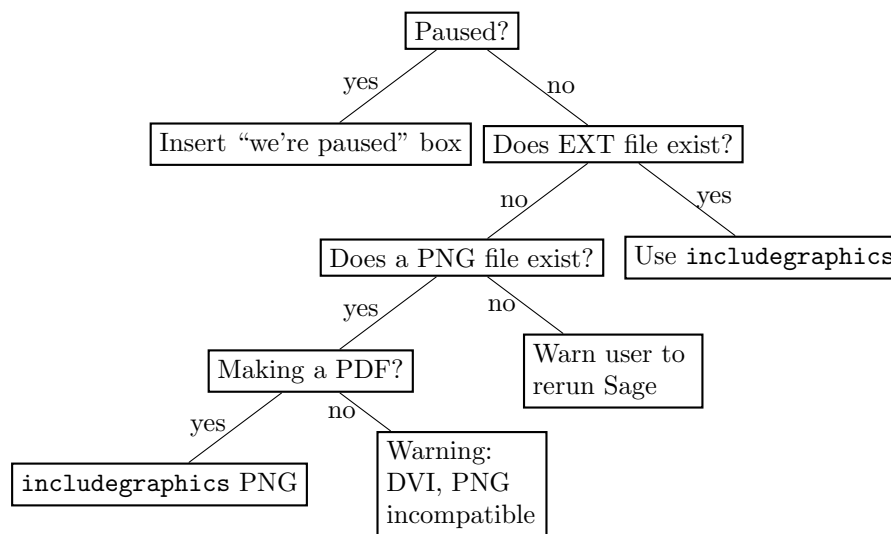 Paused?
yes
no
Insert “we're paused” box
Does EXT file exist?
no
yes
Does a PNG file exist?
Use includegraphics
yes
no
Making a PDF?
Warn user to
rerun Sage
yes
no
includegraphics PNG
Warning:
DVI, PNG
incompatible